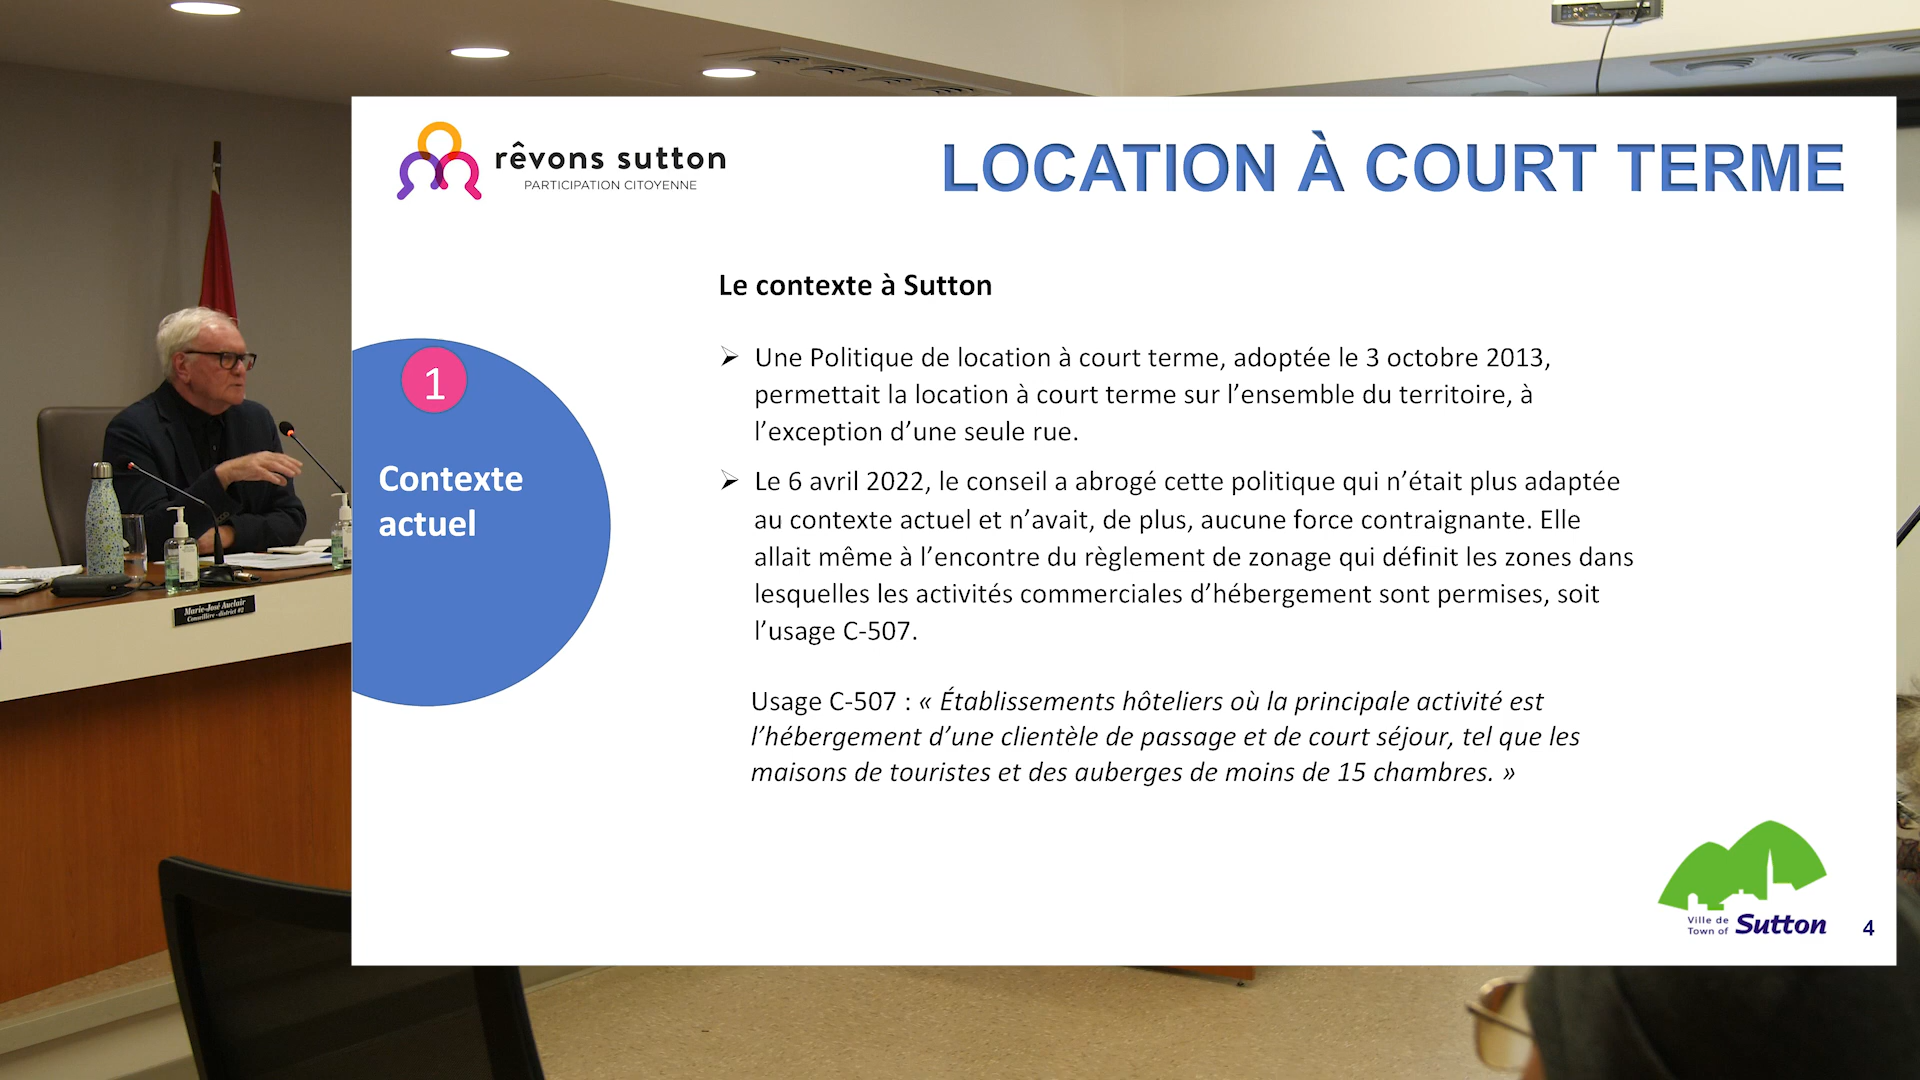 rêvons sutton
PARTICIPATION CITOYENNE
LOCATION À COURT TERME
Le contexte à Sutton
➢ Une Politique de location à court terme, adoptée le 3 octobre 2013,
permettait la location à court terme sur l’ensemble du territoire, à
l’exception d’une seule rue.
➢ Le 6 avril 2022, le conseil a abrogé cette politique qui n’était plus adaptée
au contexte actuel et n’avait, de plus, aucune force contraignante. Elle
allait même à l’encontre du règlement de zonage qui définit les zones dans
lesquelles les activités commerciales d’hébergement sont permises, soit
l’usage C-507.
Usage C-507 : « Établissements hôteliers où la principale activité est
l’hébergement d’une clientèle de passage et de court séjour, tel que les
maisons de touristes et des auberges de moins de 15 chambres. »
1
Contexte
actuel
Marie-José Auclair
Conseillère - district #2
Ville de
Town of
Sutton
4